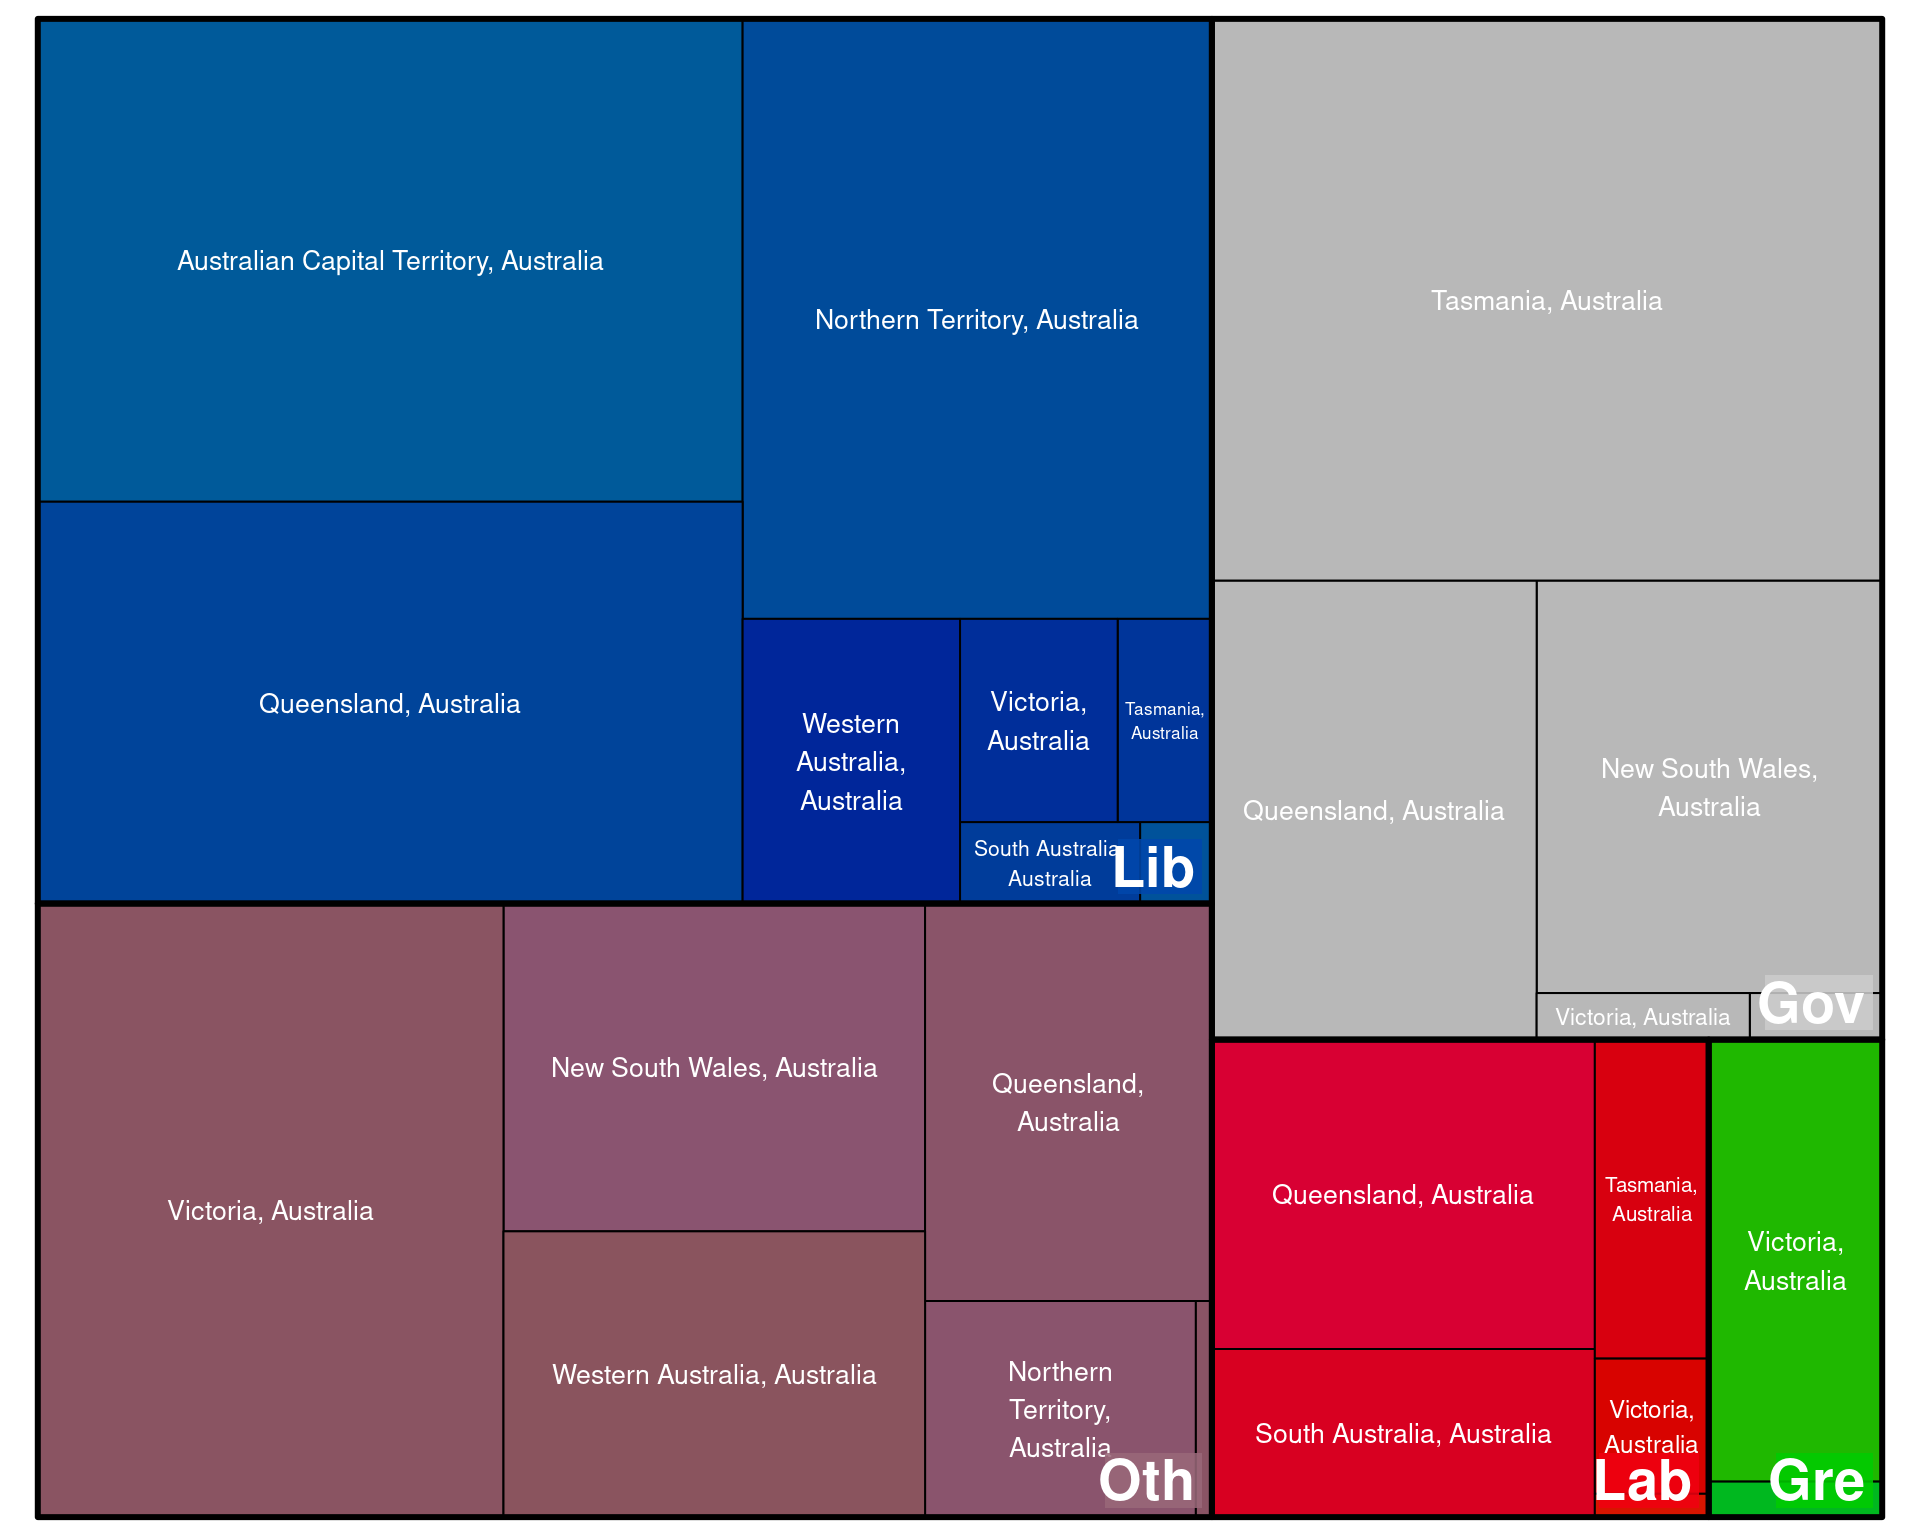 Australian Capital Territory, Australia
Northern Territory, Australia
Queensland, Australia
Western
Australia,
Australia
Victoria,
Australia
Tasmania,
Australia
South Australia
Australia
Lib
Tasmania, Australia
Queensland, Australia
New South Wales,
Australia
Victoria, Australia
Gov
Victoria, Australia
New South Wales, Australia
Western Australia, Australia
Queensland,
Australia
Northern
Territory,
Australia
Oth
Queensland, Australia
South Australia, Australia
Tasmania,
Australia
Victoria,
Australia
Lab
Victoria,
Australia
Gre